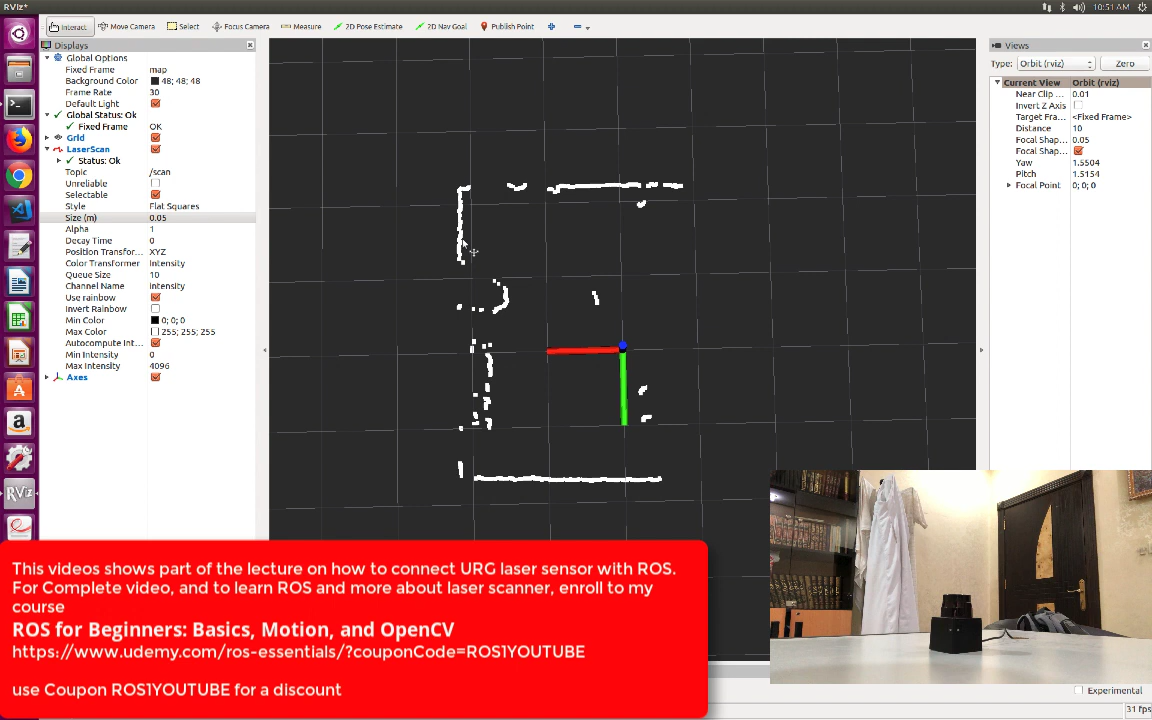 RViz*
10:51 AM
Interact
Move Camera
Select
Focus Camera
Measure
2D Pose Estimate
2D Nav Goal
Publish Point
Displays
Global Options
Fixed Frame map
Background Color 48; 48; 48
Frame Rate 30
Default Light
Global Status: Ok
Fixed Frame OK
Grid
LaserScan
Status: Ok
Topic /scan
Unreliable
Selectable
Style Flat Squares
Size (m) 0.05
Alpha 1
Decay Time 0
Position Transfor...
XYZ
Color Transformer Intensity
Queue Size 10
Channel Name intensity
Use rainbow
Invert Rainbow
Min Color 0; 0; 0
Max Color 255; 255; 255
Autocompute Int...
Min Intensity 0
Max Intensity 4096
Axes
Views
Type: Orbit (rviz) Zero
Current View Orbit (rviz)
Near Clip ... 0.01
Invert Z Axis
Target Fra... <Fixed Frame>
Distance 10
Focal Shap... 0.05
Focal Shap...
Yaw 1.5504
Pitch 1.5154
Focal Point 0; 0; 0
RViz
This videos shows part of the lecture on how to connect URG laser sensor with ROS.
For Complete video, and to learn ROS and more about laser scanner, enroll to my
course
ROS for Beginners: Basics, Motion, and OpenCV
https://www.udemy.com/ros-essentials/?couponCode=ROS1YOUTUBE
use Coupon ROS1YOUTUBE for a discount
Experimental
31 fps